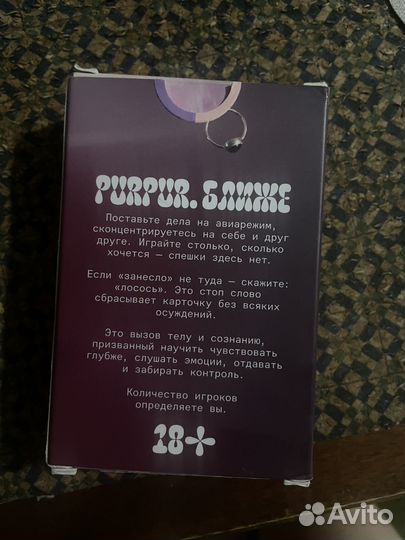 PURPUR. БЛИЖЕ
Поставьте дела на авиарежим,
сконцентрируетесь на себе и друг
друге. Играйте столько, сколько
хочется — спешки здесь нет.
Если «занесло» не туда — скажите:
«лосось». Это стоп слово
сбрасывает карточку без всяких
осуждений.
Это вызов телу и сознанию,
призванный научить чувствовать
глубже, слушать эмоции, отдавать
и забирать контроль.
Количество игроков
определяете вы.
18+
Avito